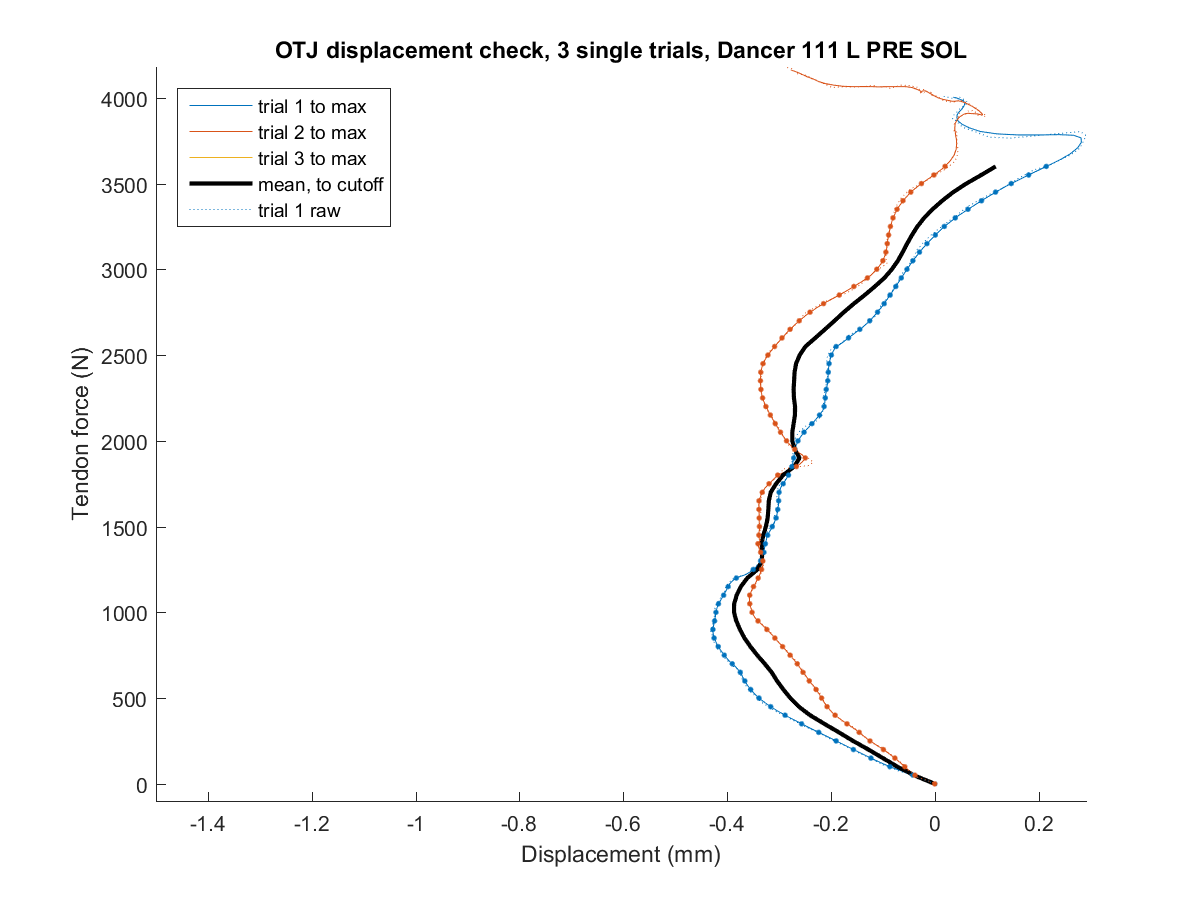 OTJ displacement check, 3 single trials, Dancer 111 L PRE SOL
trial 1 to max
trial 2 to max
trial 3 to max
mean, to cutoff
trial 1 raw
Tendon force (N)
4000
3500
3000
2500
2000
1500
1000
500
0
-1.4 -1.2 -1 -0.8 -0.6 -0.4 -0.2 0 0.2
Displacement (mm)